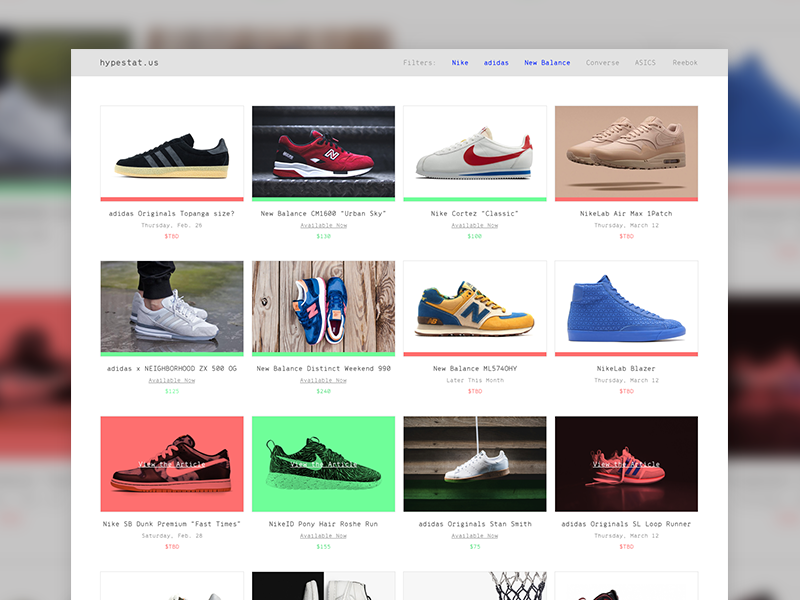 hypestat.us
Filters: Nike adidas New Balance Converse ASICS Reebok
adidas Originals Topanga size?
Thursday, Feb. 26
$TBD
New Balance CM1600 "Urban Sky"
Available Now
$130
Nike Cortez "Classic"
Available Now
$100
NikeLab Air Max 1Patch
Thursday, March 12
$TBD
adidas x NEIGHBORHOOD ZX 500 OG
Available Now
New Balance Distinct Weekend 990
Available Now
$240
New Balance ML574OHY
Later This Month
$TBD
NikeLab Blazer
Thursday, March 12
$TBD
View the Article
Nike SB Dunk Premium "Fast Times"
Saturday, Feb. 28
$TBD
View the Article
NikeID Pony Hair Roshe Run
Available Now
$155
adidas Originals Stan Smith
Available Now
$75
View the Article
adidas Originals SL Loop Runner
Thursday, March 12
$TBD